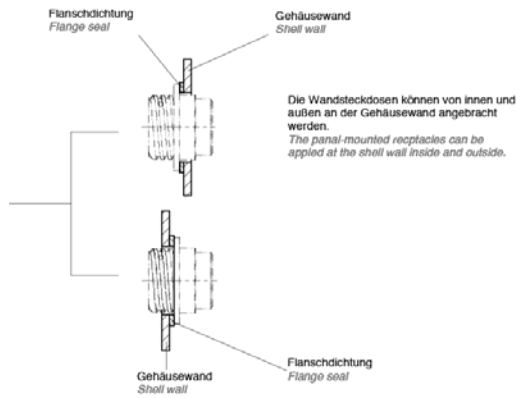 Flanschdichtung
Flange seal
Gehäusewand
Shell wall
Die Wandsteckdosen können von innen und
außen an der Gehäusewand angebracht
werden.
The panal-mounted recptacles can be
appled at the shell wall inside and outside.
Flanschdichtung
Flange seal
Gehäusewand
Shell wall